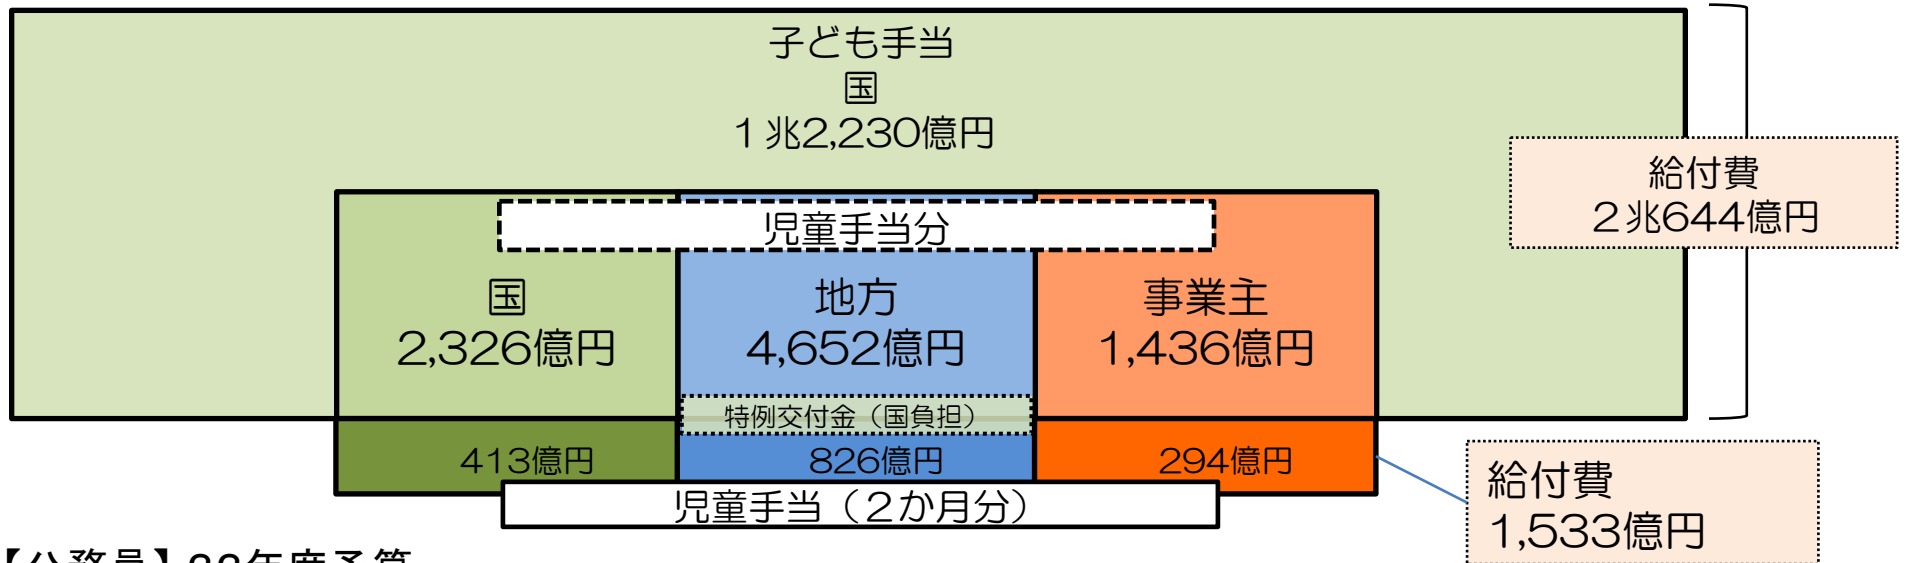 子ども手当
国
1兆2,230億円
給付費
2兆644億円
児童手当分
国
2,326億円
地方
4,652億円
事業主
1,436億円
特例交付金（国負担）
413億円
826億円
294億円
児童手当（2か月分）
給付費
1,533億円